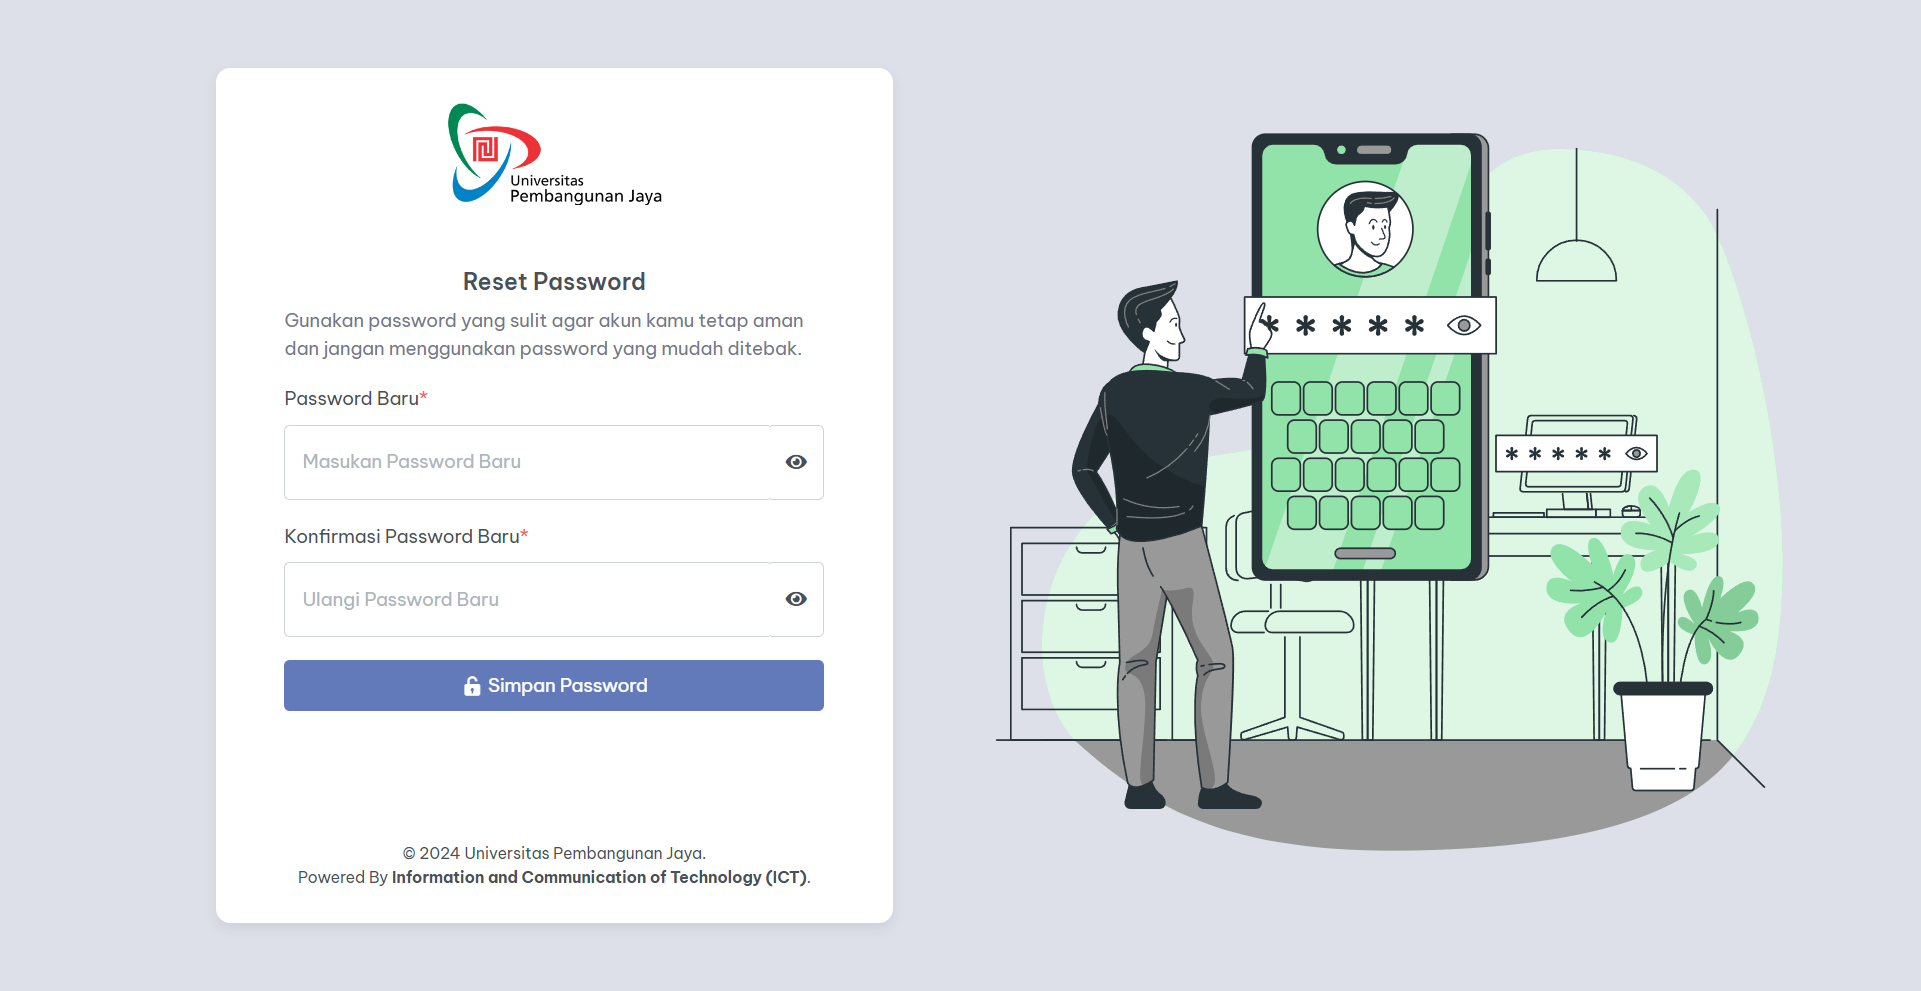 Universitas
Pembangunan Jaya
Reset Password
Gunakan password yang sulit agar akun kamu tetap aman
dan jangan menggunakan password yang mudah ditebak.
Password Baru*
Masukan Password Baru
Konfirmasi Password Baru*
Ulangi Password Baru
Simpan Password
© 2024 Universitas Pembangunan Jaya.
Powered By Information and Communication of Technology (ICT).
* * * * *
* * * * *